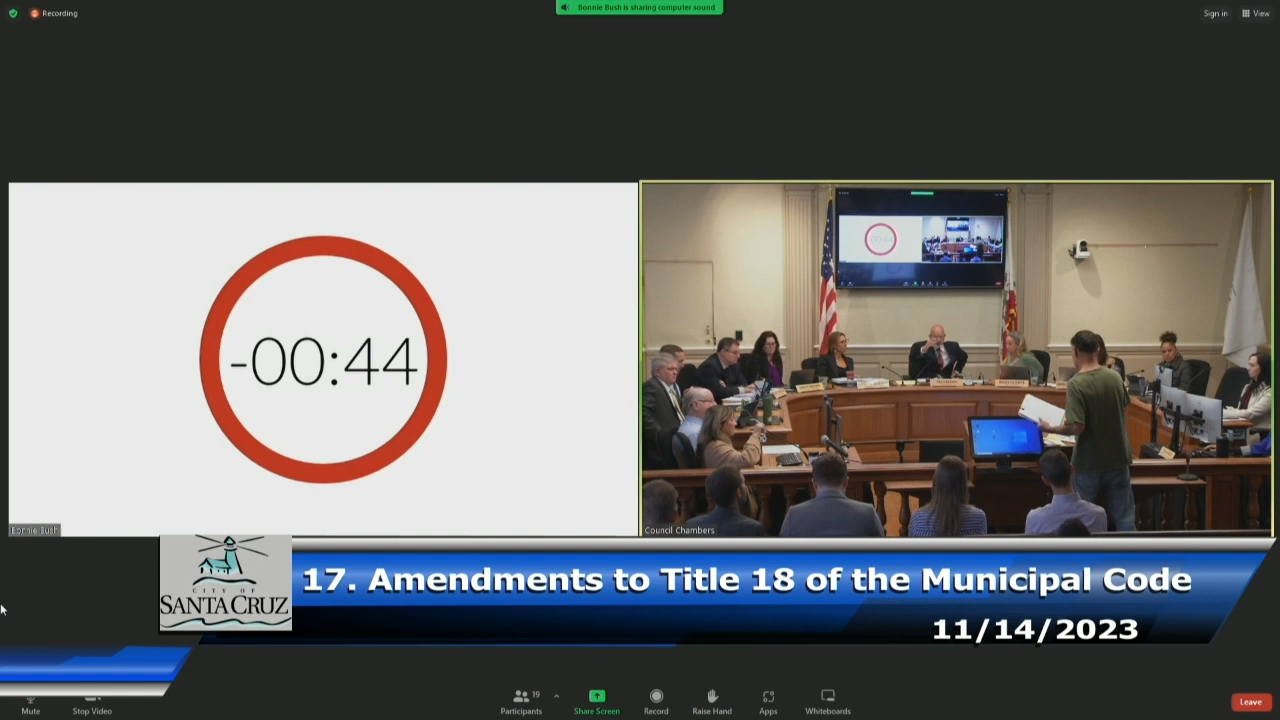 Recording
Bonnie Bush is sharing computer sound
Sign in
View
-00:44
Bonnie Bush
Council Chambers
CITY OF
SANTA CRUZ
17. Amendments to Title 18 of the Municipal Code
11/14/2023
Mute
Stop Video
Participants
19
Share Screen
Record
Raise Hand
Apps
Whiteboards
Leave